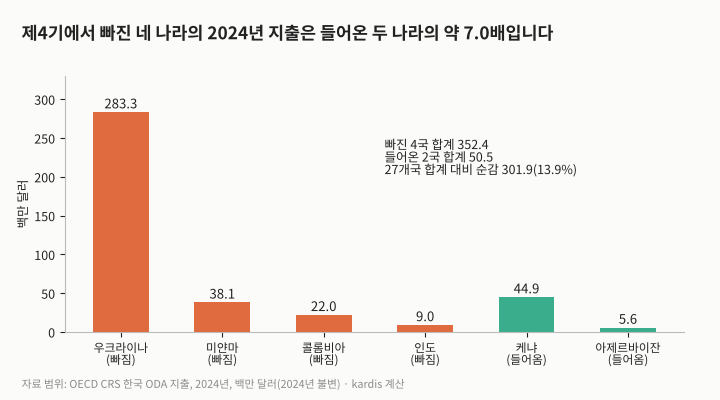 제4기에서 빠진 네 나라의 2024년 지출은 들어온 두 나라의 약 7.0배입니다
백만 달러
300
250
200
150
100
50
0
283.3
38.1
22.0
9.0
44.9
5.6
빠진 4국 합계 352.4
들어온 2국 합계 50.5
27개국 합계 대비 순감 301.9(13.9%)
우크라이나
(빠짐)
미얀마
(빠짐)
콜롬비아
(빠짐)
인도
(빠짐)
케냐
(들어옴)
아제르바이잔
(들어옴)
자료 범위: OECD CRS 한국 ODA 지출, 2024년, 백만 달러(2024년 불변) · kardis 계산